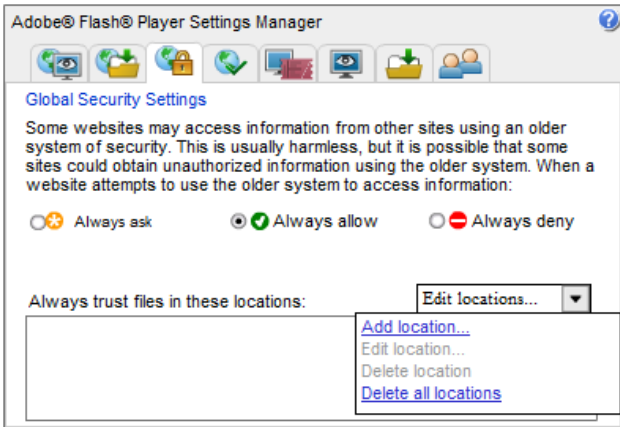 Adobe® Flash® Player Settings Manager
?
Global Security Settings
Some websites may access information from other sites using an older
system of security. This is usually harmless, but it is possible that some
sites could obtain unauthorized information using the older system. When a
website attempts to use the older system to access information:
Always ask Always allow Always deny
Always trust files in these locations: Edit locations...
Add location...
Edit location...
Delete location
Delete all locations